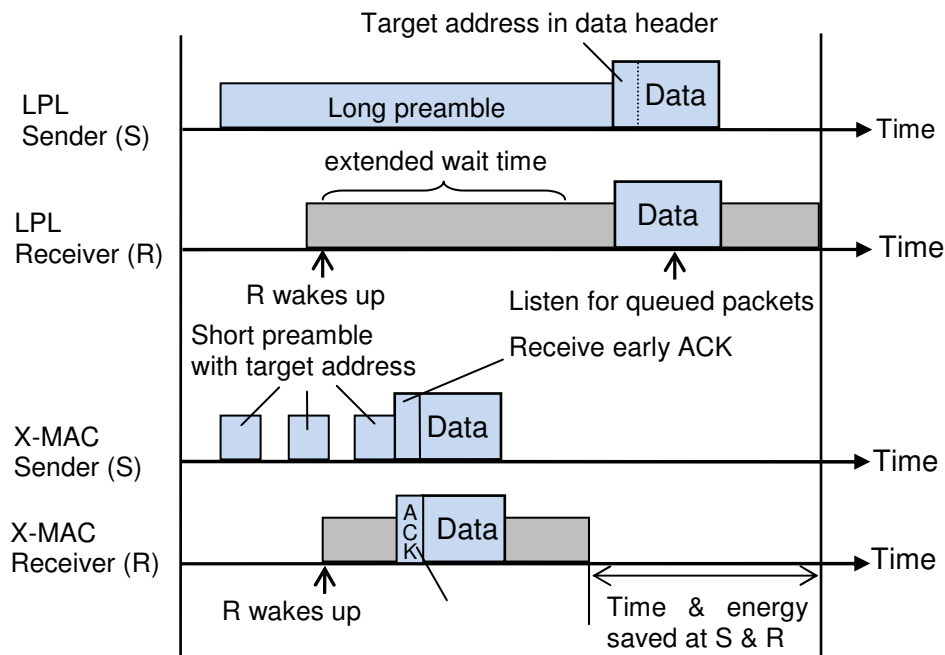 Target address in data header
LPL
Sender (S)
Long preamble
Data
Time
extended wait time
LPL
Receiver (R)
Data
Time
R wakes up
Listen for queued packets
Short preamble
with target address
Receive early ACK
X-MAC
Sender (S)
Data
Time
X-MAC
Receiver (R)
ACK
Data
Time
R wakes up
Time & energy
saved at S & R